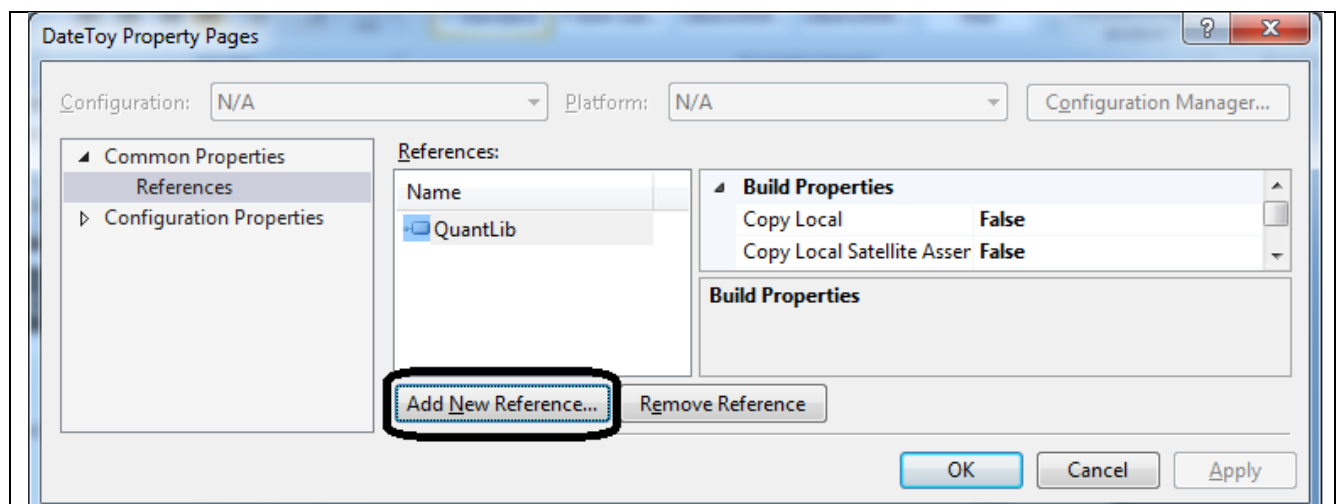 DateToy Property Pages
Configuration: N/A Platform: N/A Configuration Manager...
Common Properties
References
Configuration Properties
References:
Name
QuantLib
Build Properties
Copy Local False
Copy Local Satellite Asser False
Build Properties
Add New Reference... Remove Reference
OK Cancel Apply